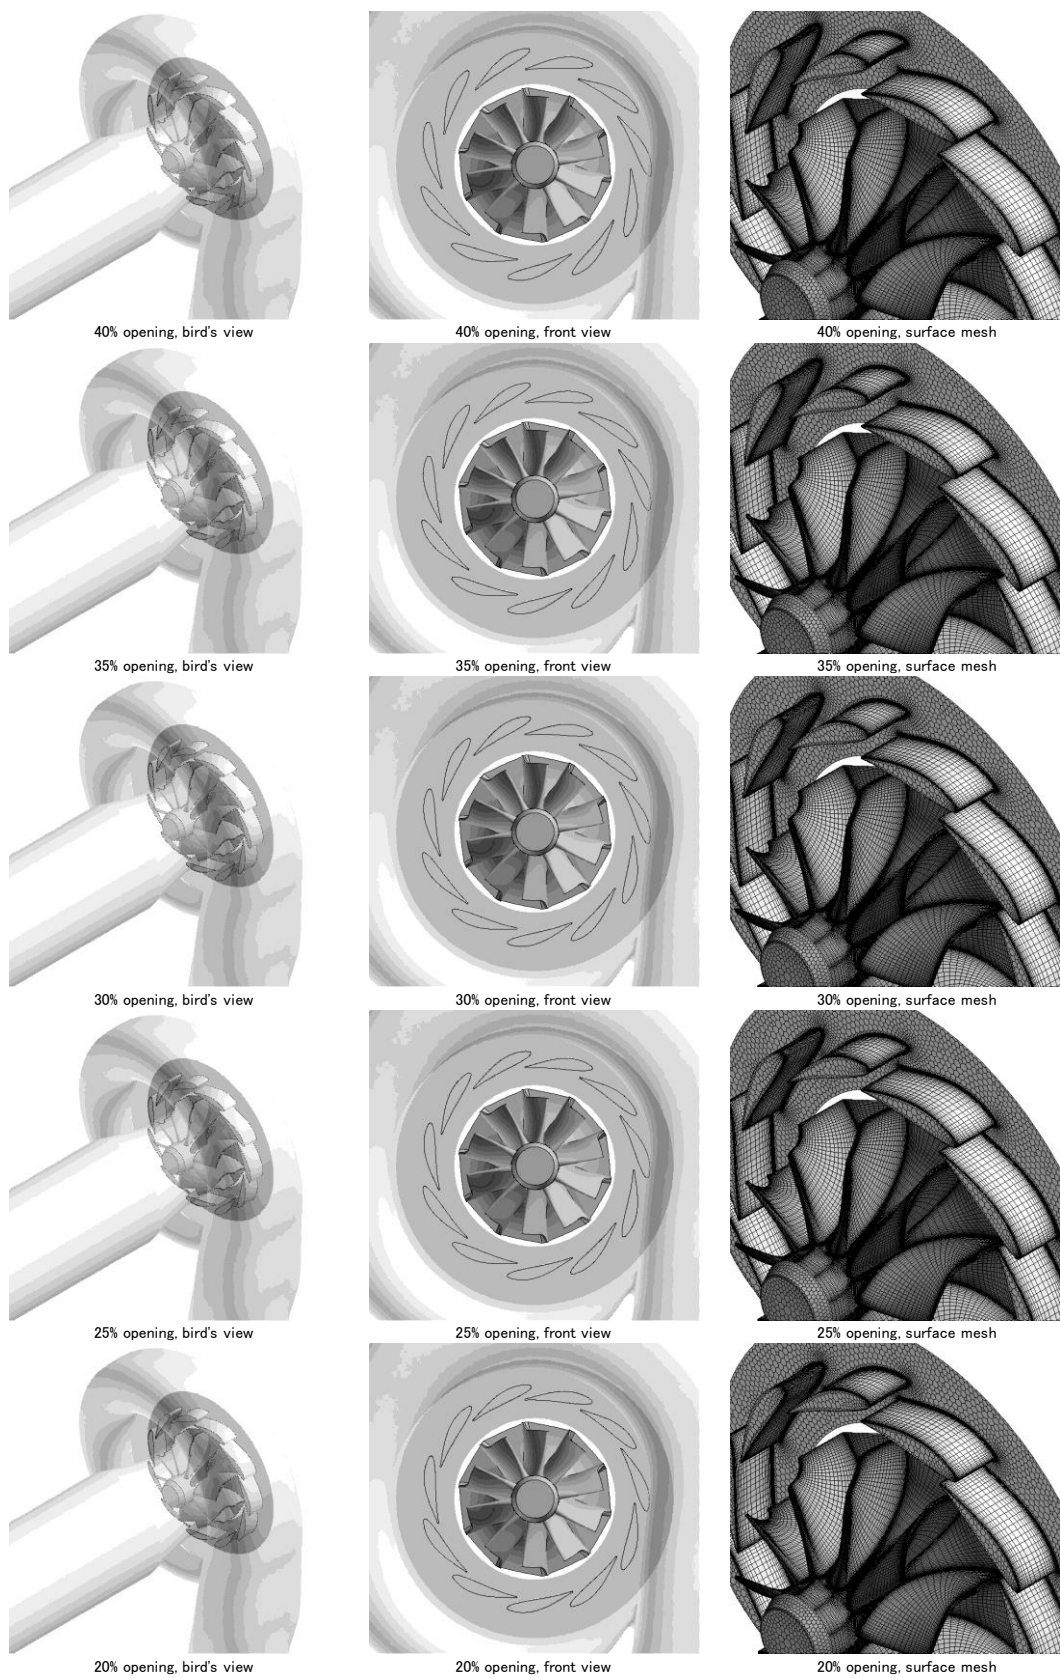 40% opening, bird's view
40% opening, front view
40% opening, surface mesh
35% opening, bird's view
35% opening, front view
35% opening, surface mesh
30% opening, bird's view
30% opening, front view
30% opening, surface mesh
25% opening, bird's view
25% opening, front view
25% opening, surface mesh
20% opening, bird's view
20% opening, front view
20% opening, surface mesh